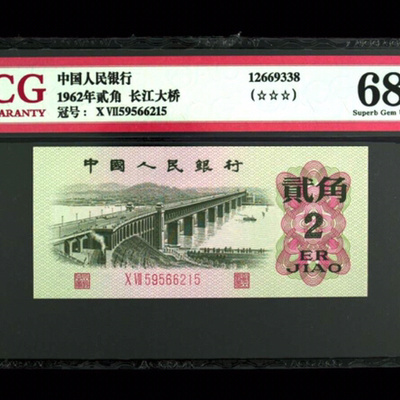 CG
ARANTY
中国人民银行
1962年贰角 长江大桥
冠号: X VII59566215
12669338
(☆☆☆)
68
Superb Gem
中國人民銀行
貳角
2
ER
JIAO
X VII 59566215